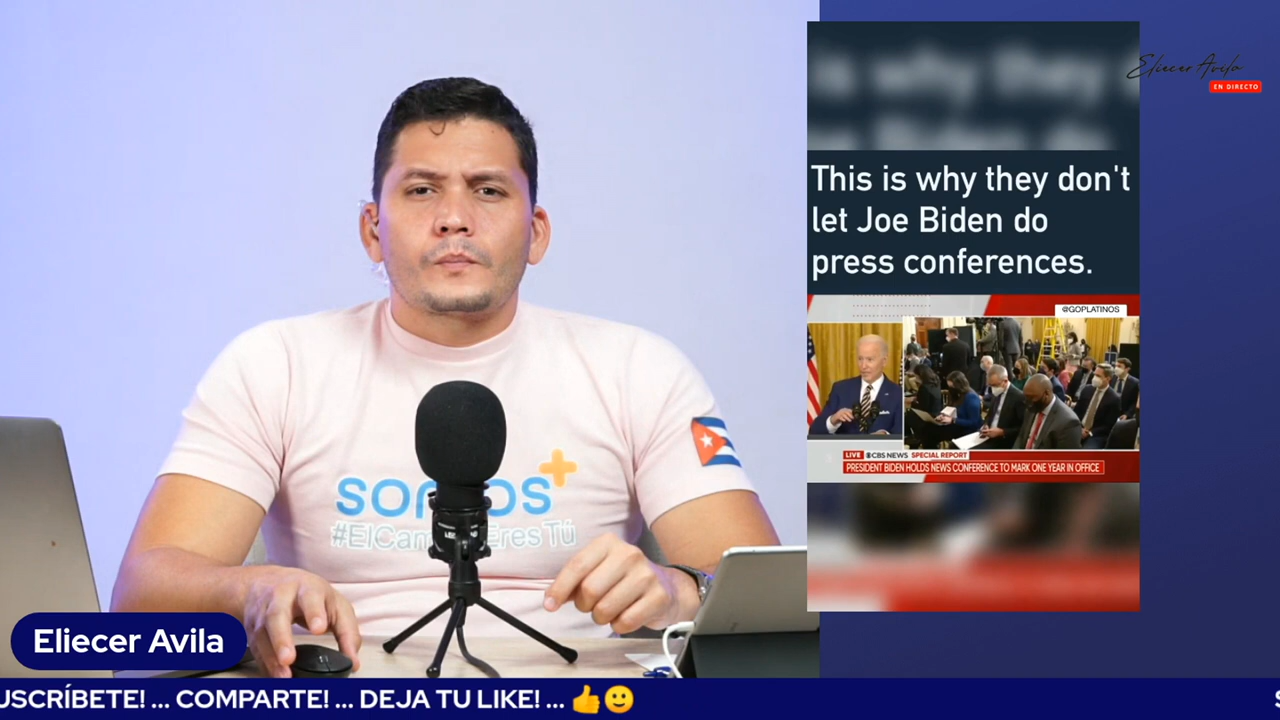 Eliecer Avila
EN DIRECTO
This is why they don't
let Joe Biden do
press conferences.
@GOPLATINOS
LIVE CBS NEWS SPECIAL REPORT
PRESIDENT BIDEN HOLDS NEWS CONFERENCE TO MARK ONE YEAR IN OFFICE
somos+
Eliecer Avila
USCRÍBETE! ... COMPARTE! ... DEJA TU LIKE! ... 👍🙂